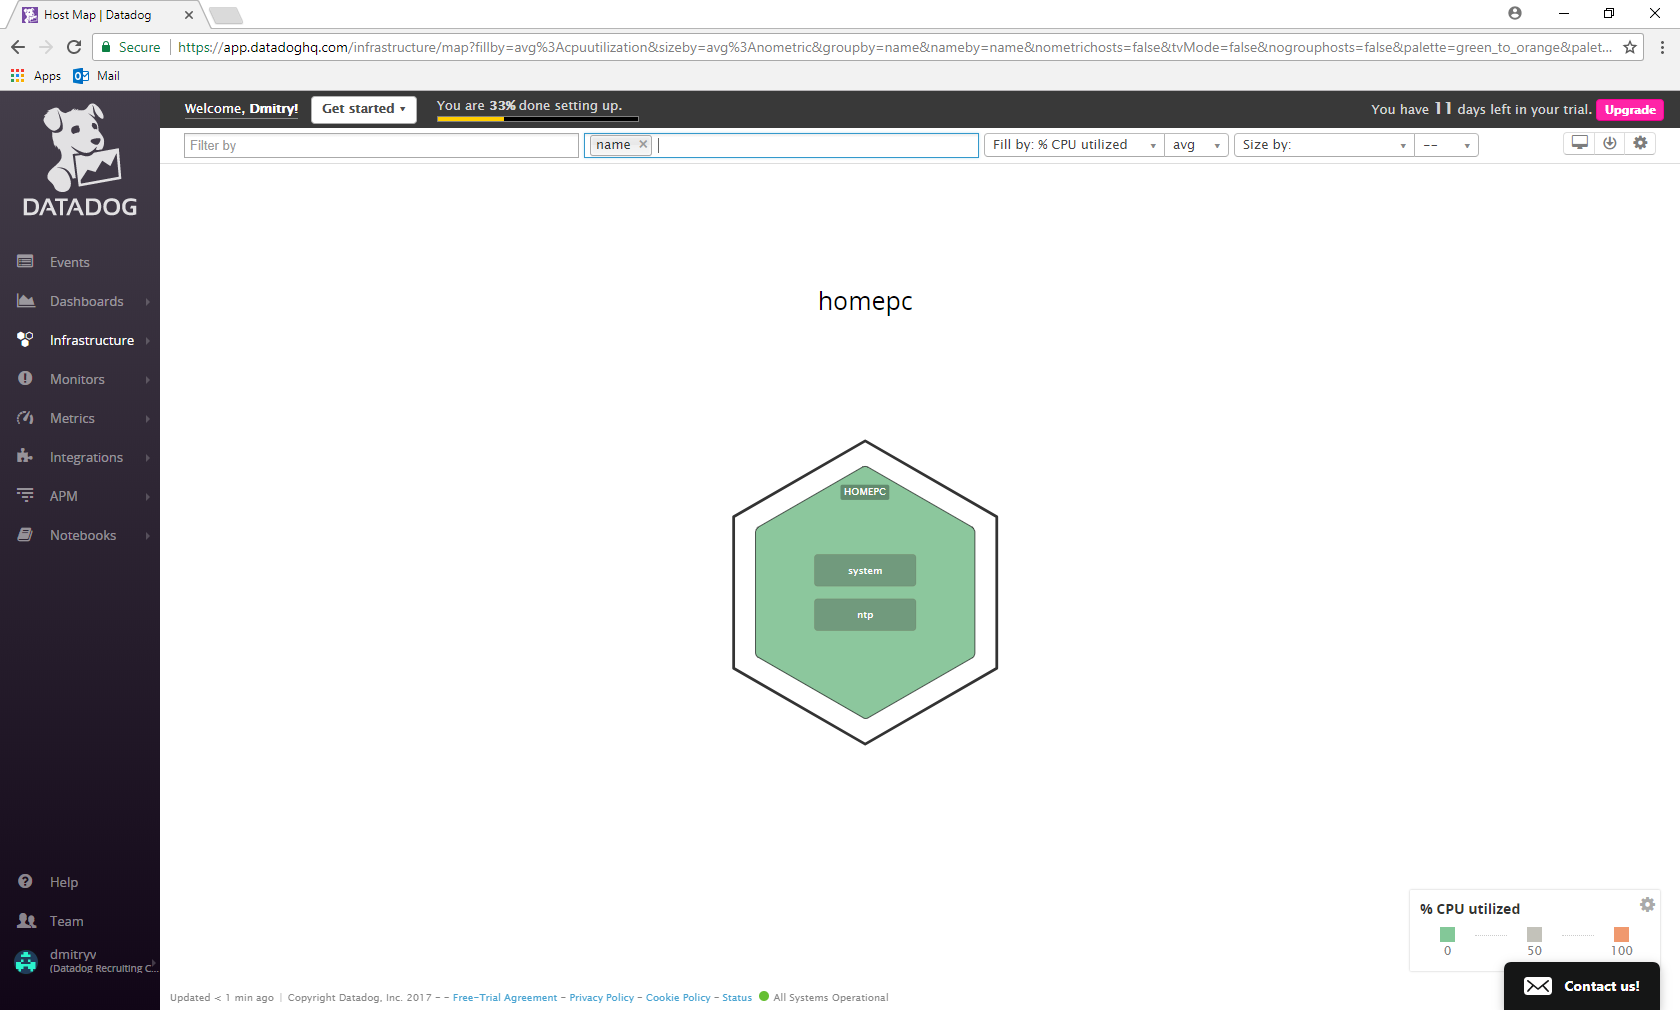 Host Map | Datadog
Secure
https://app.datadoghq.com/infrastructure/map?fillby=avg%3Acpuutilization&sizeby=avg%3Anometric&groupby=name&nameby=name&nometrichosts=false&tvMode=false&nogrouphosts=false&palette=green_to_orange&palet...
Apps
Mail
DATADOG
Welcome, Dmitry!
Get started
You are 33% done setting up.
You have 11 days left in your trial.
Upgrade
Filter by
name
Fill by: % CPU utilized
avg
Size by:
--
Events
Dashboards
Infrastructure
Monitors
Metrics
Integrations
APM
Notebooks
homepc
HOMEPC
system
ntp
Help
Team
dmitryv
(Datadog Recruiting C...
% CPU utilized
0
50
100
Updated < 1 min ago | Copyright Datadog, Inc. 2017 - - Free-Trial Agreement - Privacy Policy - Cookie Policy - Status All Systems Operational
Contact us!